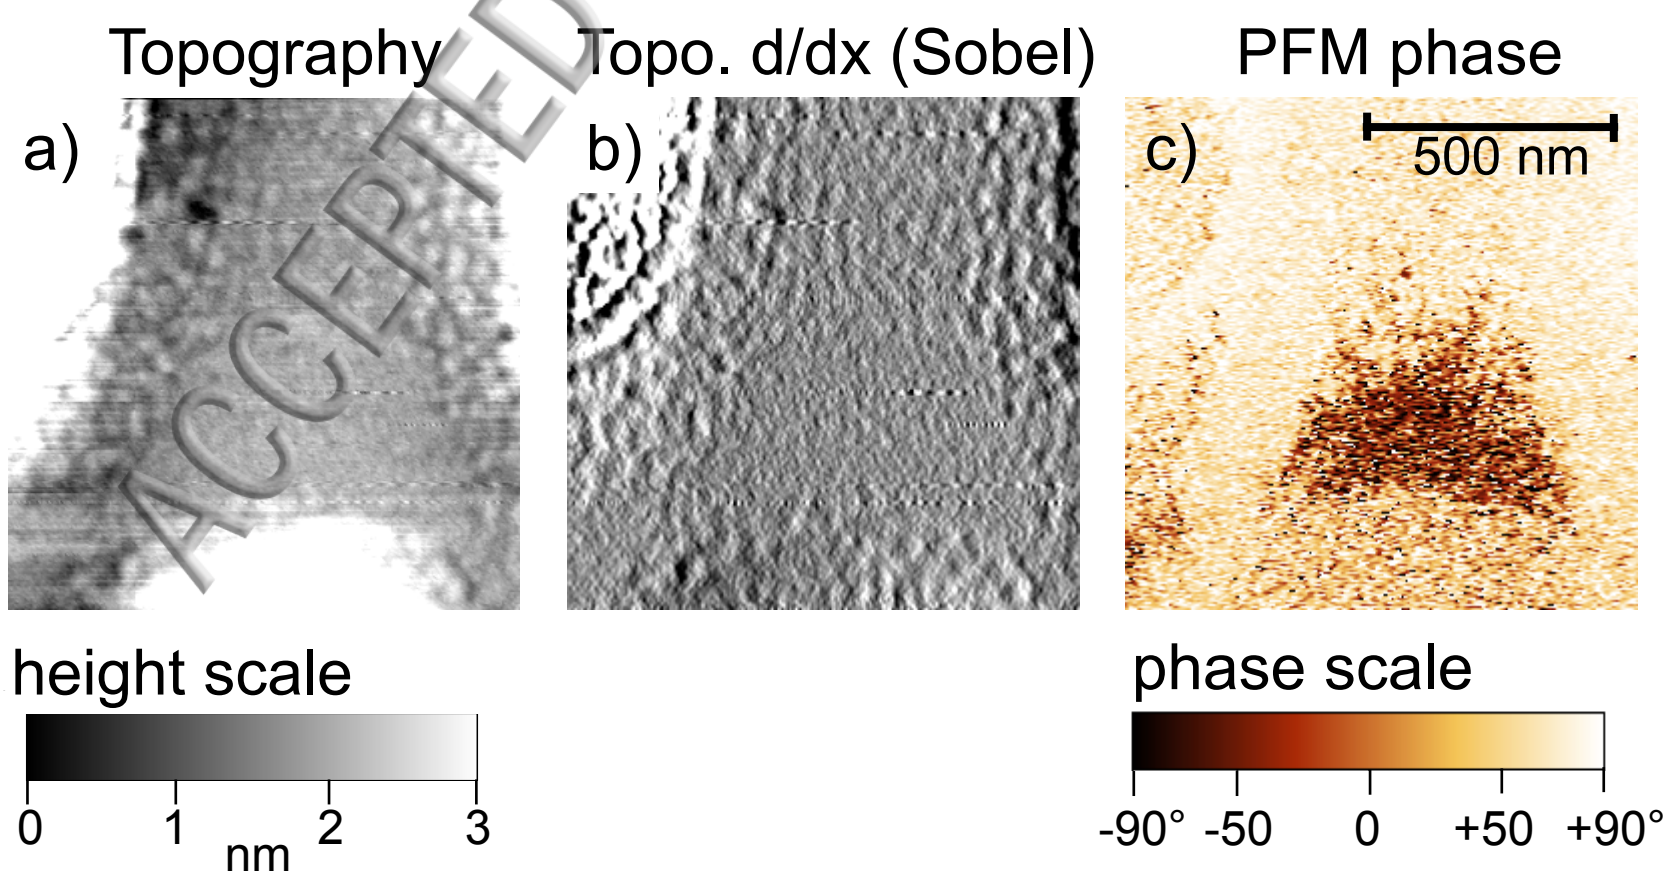 Topography
Topo. d/dx (Sobel)
PFM phase
a)
b)
c)
500 nm
ACCEPTED
height scale
0 1 2 3
nm
phase scale
-90° -50 0 +50 +90°